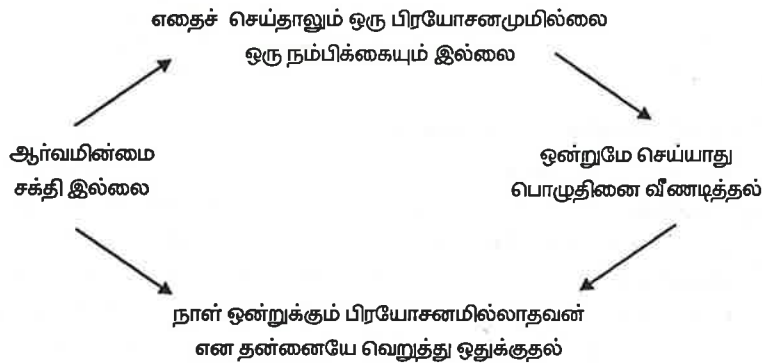 எதைச் செய்தாலும் ஒரு பிரயோசனமுமில்லை
ஒரு நம்பிக்கையும் இல்லை
ஆர்வமின்மை
சக்தி இல்லை
ஒன்றுமே செய்யாது
பொழுதினை வீணடித்தல்
நாள் ஒன்றுக்கும் பிரயோசனமில்லாதவன்
என தன்னையே வெறுத்து ஒதுக்குதல்